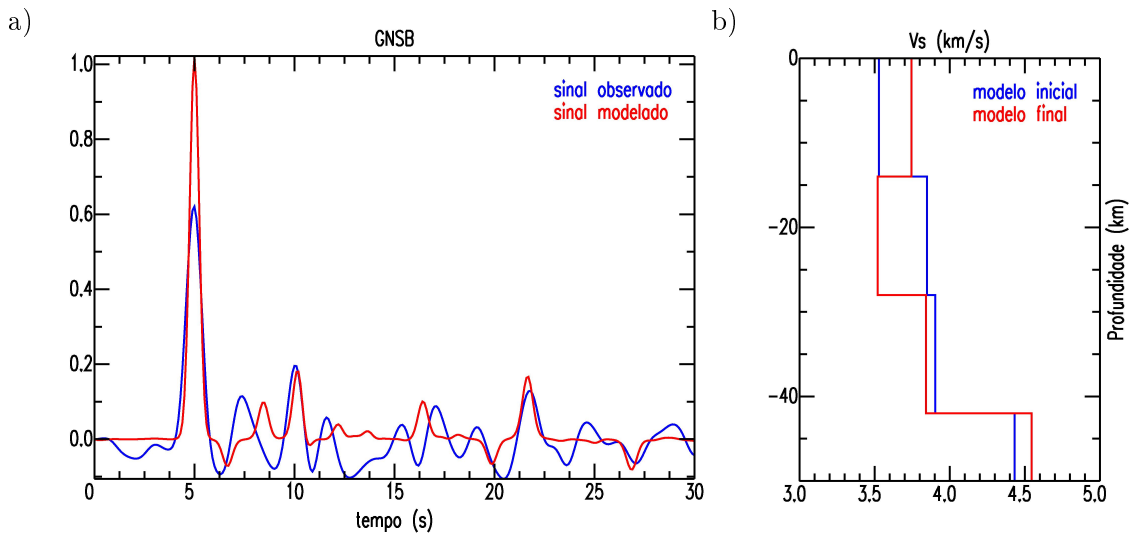 a)
GNSB
1.0
0.8
0.6
0.4
0.2
0.0
sinal observado
sinal modelado
0 5 10 15 20 25 30
tempo (s)
b)
Vs (km/s)
0
-20
-40
modelo inicial
modelo final
Profundidade (km)
3.0 3.5 4.0 4.5 5.0